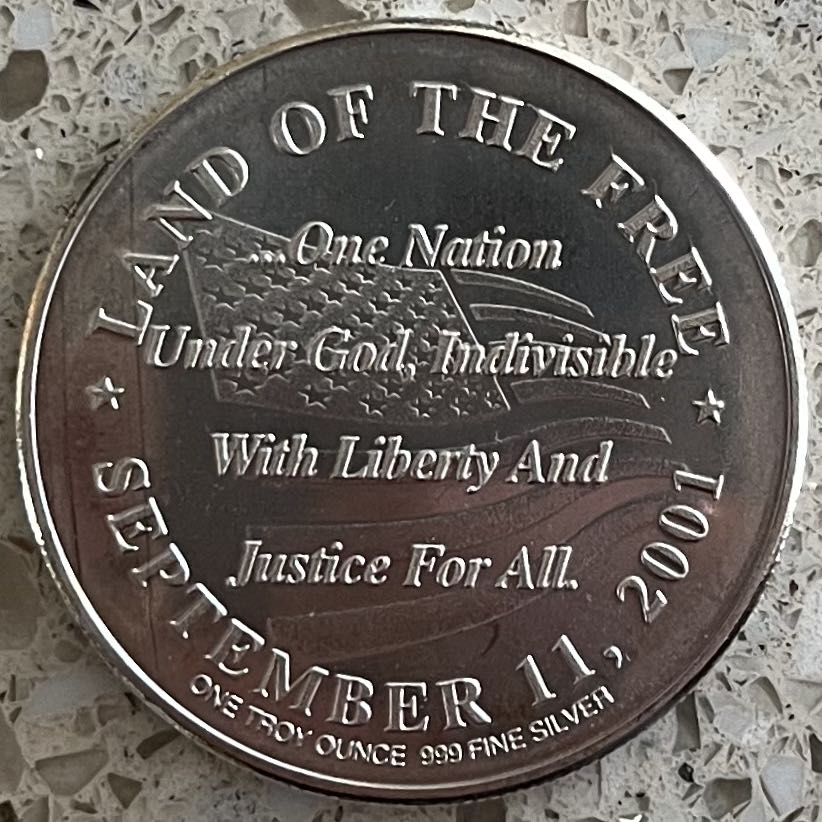 LAND OF THE FREE
...One Nation
Under God, Indivisible
With Liberty And
Justice For All.
SEPTEMBER 11, 2001
ONE TROY OUNCE 999 FINE SILVER